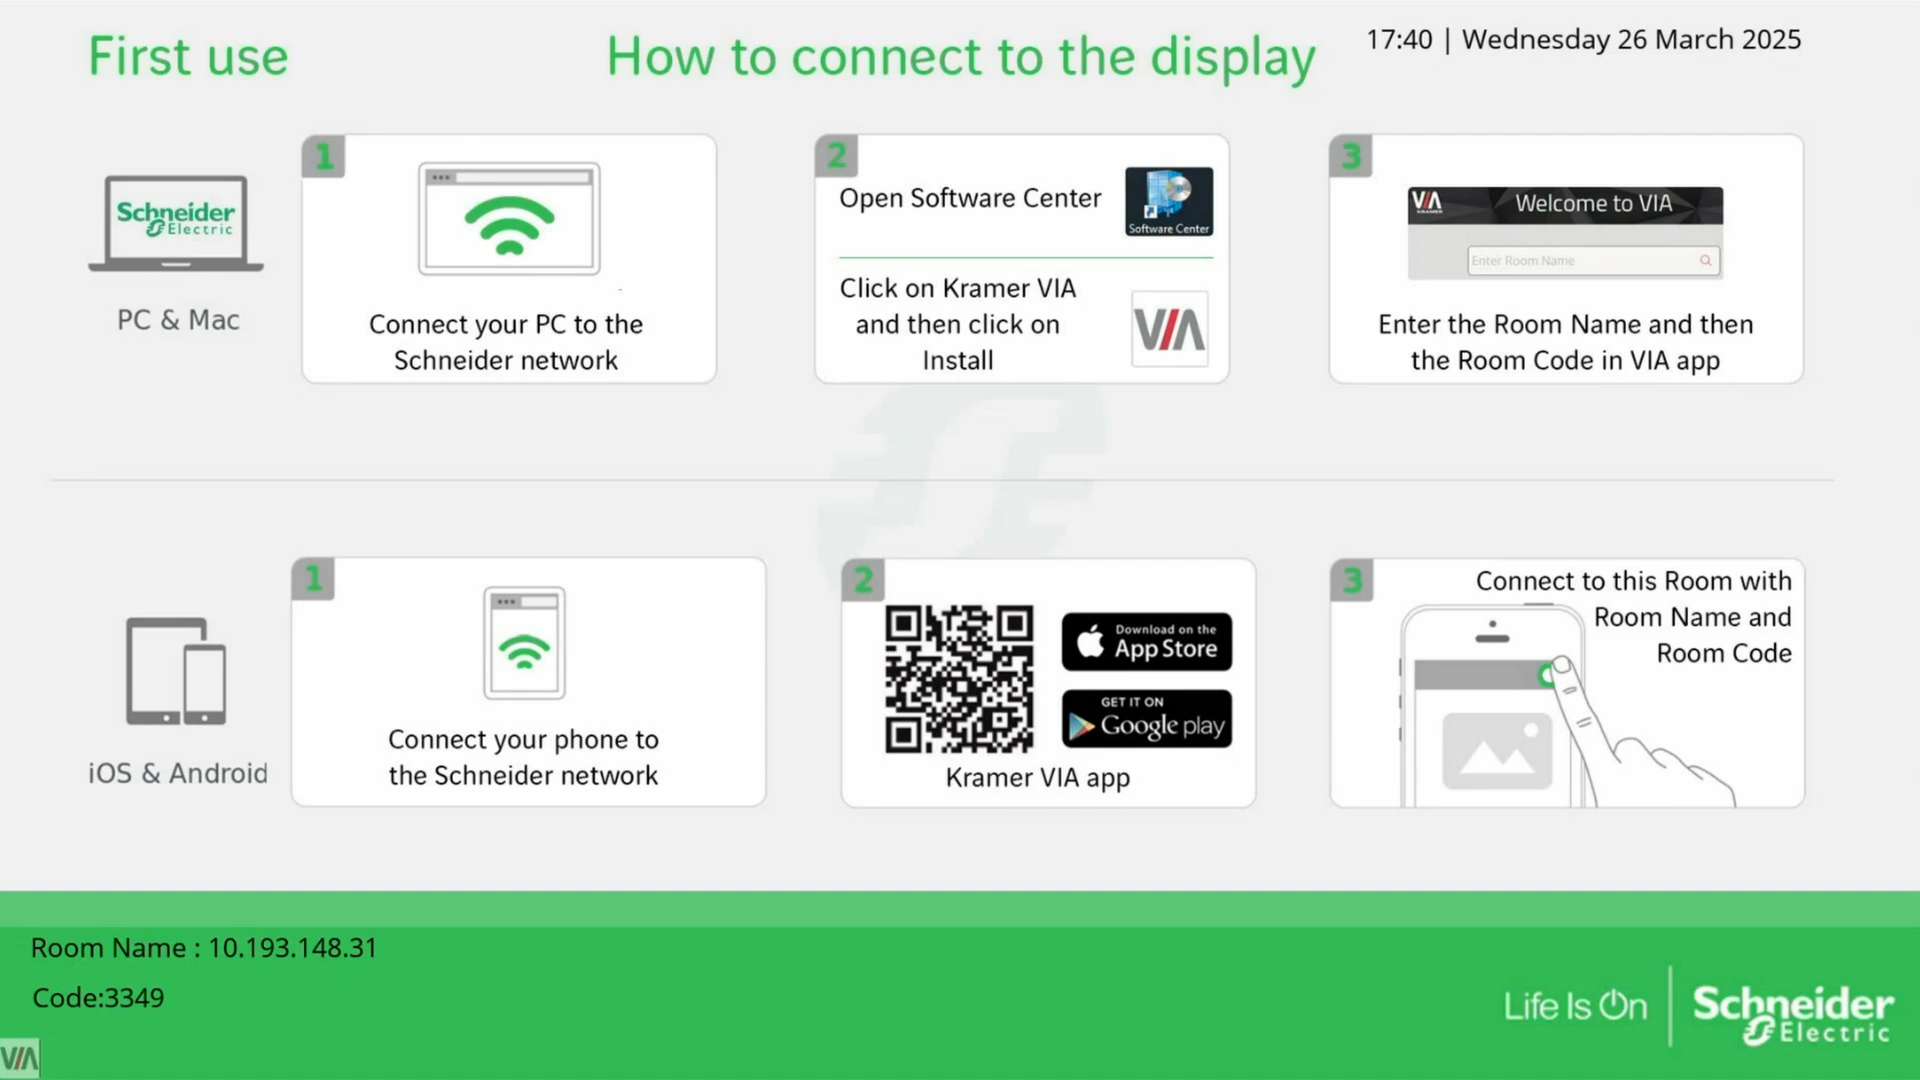 First use
How to connect to the display
17:40 | Wednesday 26 March 2025
Schneider
Electric
PC & Mac
1
Connect your PC to the
Schneider network
2
Open Software Center
Software Center
Click on Kramer VIA
and then click on
Install
VIA
3
VIA
KRAMER
Welcome to VIA
Enter Room Name
Enter the Room Name and then
the Room Code in VIA app
iOS & Android
1
Connect your phone to
the Schneider network
2
Download on the
App Store
GET IT ON
Google play
Kramer VIA app
3
Connect to this Room with
Room Name and
Room Code
Room Name : 10.193.148.31
Code:3349
VIA
Life Is On
Schneider
Electric